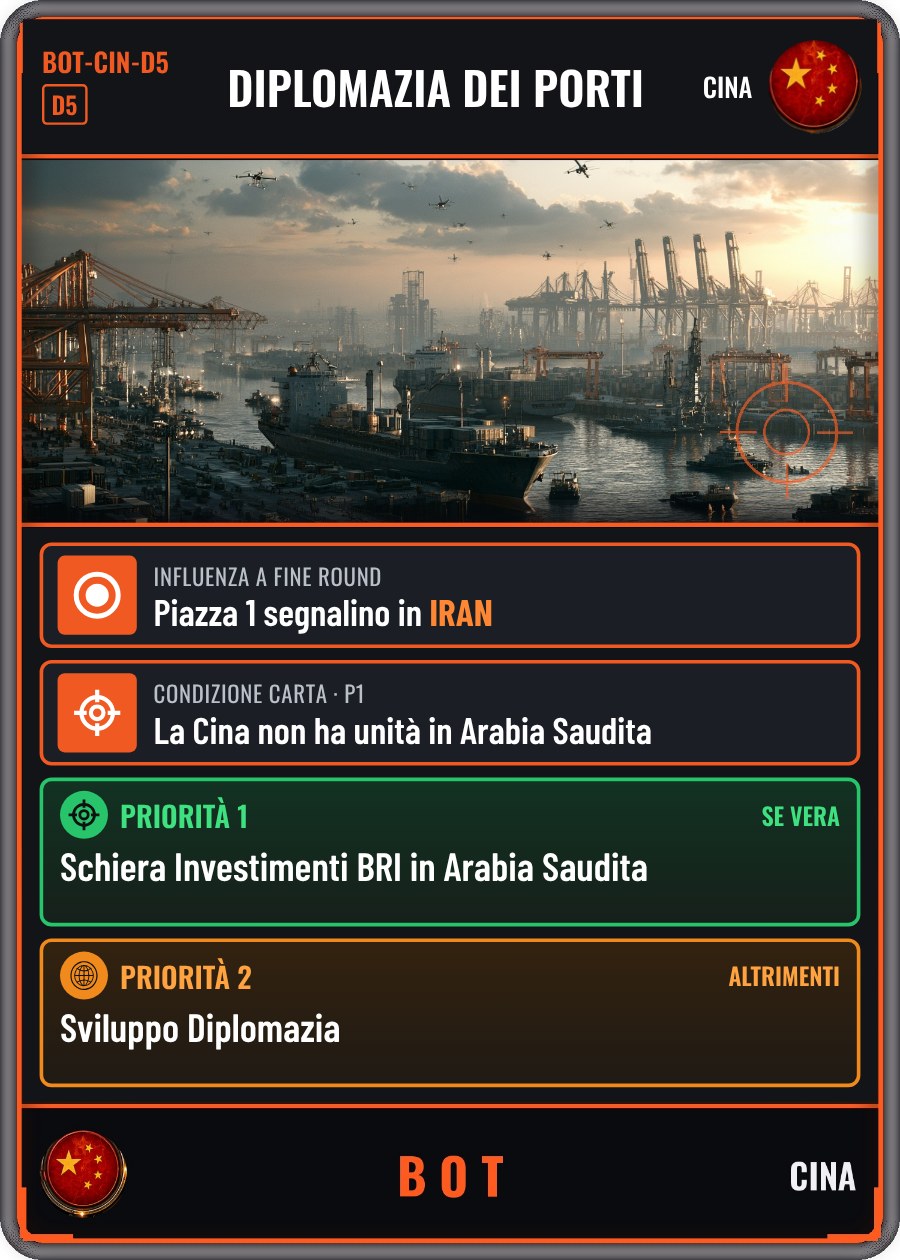 BOT-CIN-D5
D5
DIPLOMAZIA DEI PORTI
CINA
INFLUENZA A FINE ROUND
Piazza 1 segnalino in IRAN
CONDIZIONE CARTA · P1
La Cina non ha unità in Arabia Saudita
PRIORITÀ 1
SE VERA
Schiera Investimenti BRI in Arabia Saudita
PRIORITÀ 2
ALTRIMENTI
Sviluppo Diplomazia
BOT
CINA